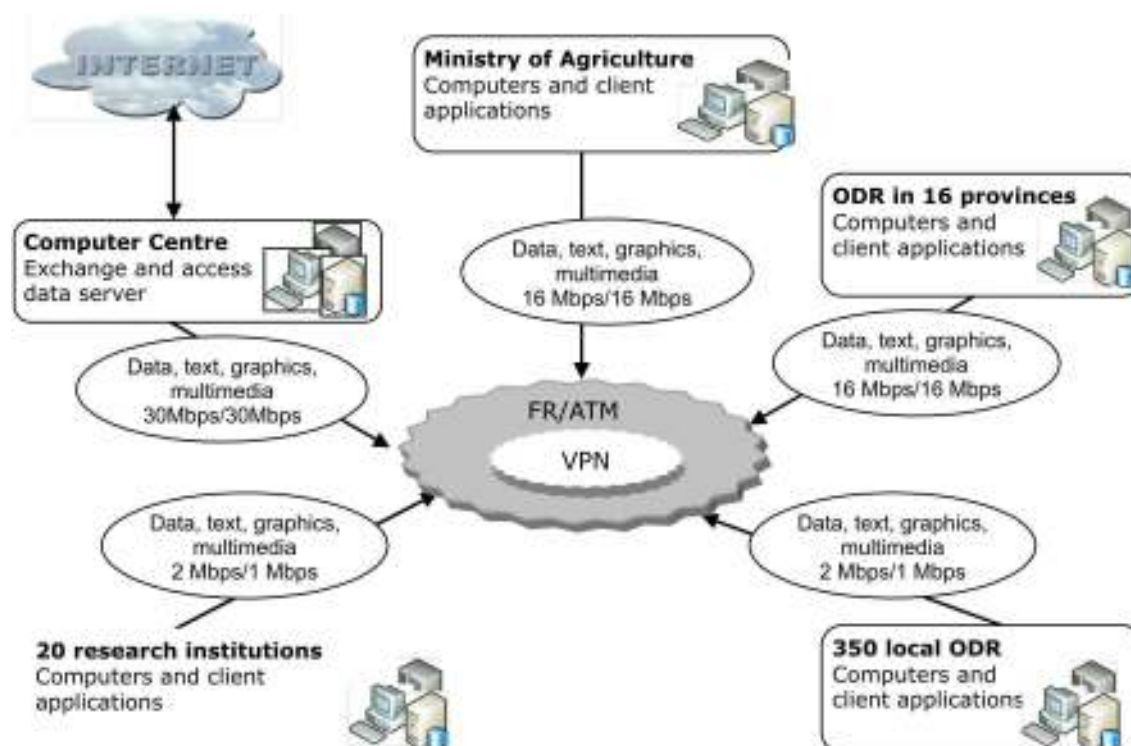 INTERNET
Ministry of Agriculture
Computers and client
applications
ODR in 16 provinces
Computers and
client applications
Computer Centre
Exchange and access
data server
Data, text, graphics,
multimedia
16 Mbps/16 Mbps
Data, text, graphics,
multimedia
30Mbps/30Mbps
Data, text, graphics,
multimedia
16 Mbps/16 Mbps
FR/ATM
VPN
Data, text, graphics,
multimedia
2 Mbps/1 Mbps
Data, text, graphics,
multimedia
2 Mbps/1 Mbps
20 research institutions
Computers and client
applications
350 local ODR
Computers and
client applications